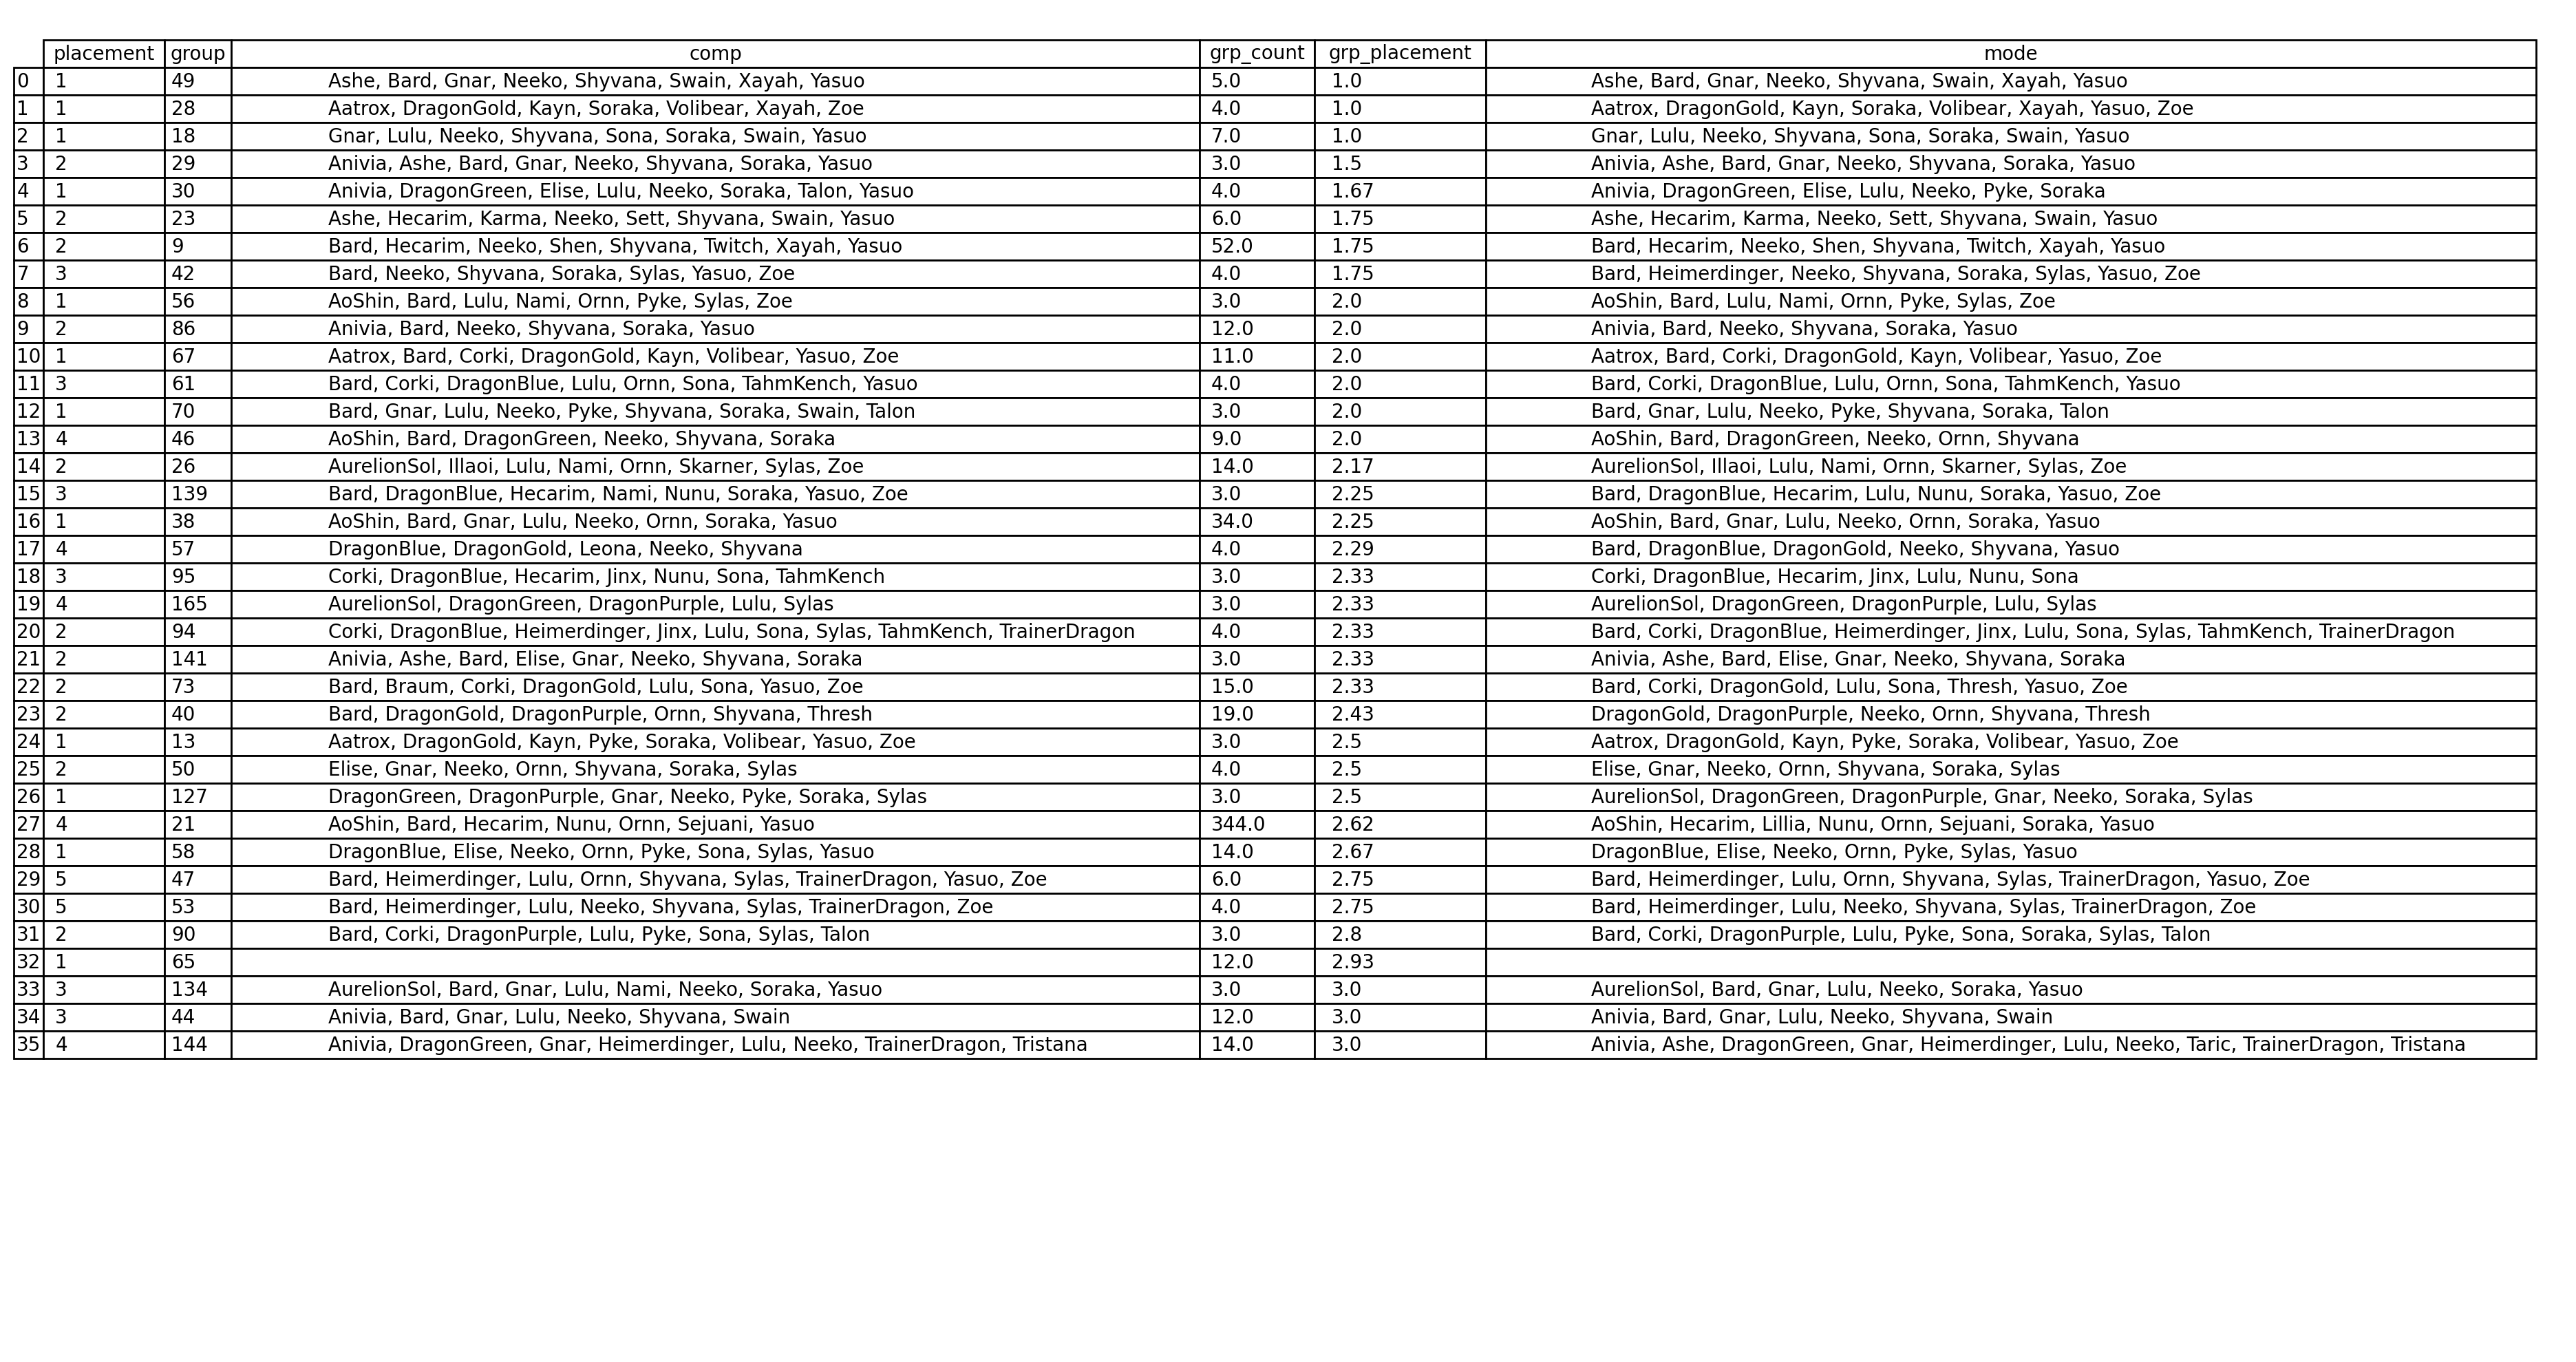 placement group comp grp_count grp_placement mode
0 1 49 Ashe, Bard, Gnar, Neeko, Shyvana, Swain, Xayah, Yasuo 5.0 1.0 Ashe, Bard, Gnar, Neeko, Shyvana, Swain, Xayah, Yasuo
1 1 28 Aatrox, DragonGold, Kayn, Soraka, Volibear, Xayah, Zoe 4.0 1.0 Aatrox, DragonGold, Kayn, Soraka, Volibear, Xayah, Yasuo, Zoe
2 1 18 Gnar, Lulu, Neeko, Shyvana, Sona, Soraka, Swain, Yasuo 7.0 1.0 Gnar, Lulu, Neeko, Shyvana, Sona, Soraka, Swain, Yasuo
3 2 29 Anivia, Ashe, Bard, Gnar, Neeko, Shyvana, Soraka, Yasuo 3.0 1.5 Anivia, Ashe, Bard, Gnar, Neeko, Shyvana, Soraka, Yasuo
4 1 30 Anivia, DragonGreen, Elise, Lulu, Neeko, Soraka, Talon, Yasuo 4.0 1.67 Anivia, DragonGreen, Elise, Lulu, Neeko, Pyke, Soraka
5 2 23 Ashe, Hecarim, Karma, Neeko, Sett, Shyvana, Swain, Yasuo 6.0 1.75 Ashe, Hecarim, Karma, Neeko, Sett, Shyvana, Swain, Yasuo
6 2 9 Bard, Hecarim, Neeko, Shen, Shyvana, Twitch, Xayah, Yasuo 52.0 1.75 Bard, Hecarim, Neeko, Shen, Shyvana, Twitch, Xayah, Yasuo
7 3 42 Bard, Neeko, Shyvana, Soraka, Sylas, Yasuo, Zoe 4.0 1.75 Bard, Heimerdinger, Neeko, Shyvana, Soraka, Sylas, Yasuo, Zoe
8 1 56 AoShin, Bard, Lulu, Nami, Ornn, Pyke, Sylas, Zoe 3.0 2.0 AoShin, Bard, Lulu, Nami, Ornn, Pyke, Sylas, Zoe
9 2 86 Anivia, Bard, Neeko, Shyvana, Soraka, Yasuo 12.0 2.0 Anivia, Bard, Neeko, Shyvana, Soraka, Yasuo
10 1 67 Aatrox, Bard, Corki, DragonGold, Kayn, Volibear, Yasuo, Zoe 11.0 2.0 Aatrox, Bard, Corki, DragonGold, Kayn, Volibear, Yasuo, Zoe
11 3 61 Bard, Corki, DragonBlue, Lulu, Ornn, Sona, TahmKench, Yasuo 4.0 2.0 Bard, Corki, DragonBlue, Lulu, Ornn, Sona, TahmKench, Yasuo
12 1 70 Bard, Gnar, Lulu, Neeko, Pyke, Shyvana, Soraka, Swain, Talon 3.0 2.0 Bard, Gnar, Lulu, Neeko, Pyke, Shyvana, Soraka, Talon
13 4 46 AoShin, Bard, DragonGreen, Neeko, Shyvana, Soraka 9.0 2.0 AoShin, Bard, DragonGreen, Neeko, Ornn, Shyvana
14 2 26 AurelionSol, Illaoi, Lulu, Nami, Ornn, Skarner, Sylas, Zoe 14.0 2.17 AurelionSol, Illaoi, Lulu, Nami, Ornn, Skarner, Sylas, Zoe
15 3 139 Bard, DragonBlue, Hecarim, Nami, Nunu, Soraka, Yasuo, Zoe 3.0 2.25 Bard, DragonBlue, Hecarim, Lulu, Nunu, Soraka, Yasuo, Zoe
16 1 38 AoShin, Bard, Gnar, Lulu, Neeko, Ornn, Soraka, Yasuo 34.0 2.25 AoShin, Bard, Gnar, Lulu, Neeko, Ornn, Soraka, Yasuo
17 4 57 DragonBlue, DragonGold, Leona, Neeko, Shyvana 4.0 2.29 Bard, DragonBlue, DragonGold, Neeko, Shyvana, Yasuo
18 3 95 Corki, DragonBlue, Hecarim, Jinx, Nunu, Sona, TahmKench 3.0 2.33 Corki, DragonBlue, Hecarim, Jinx, Lulu, Nunu, Sona
19 4 165 AurelionSol, DragonGreen, DragonPurple, Lulu, Sylas 3.0 2.33 AurelionSol, DragonGreen, DragonPurple, Lulu, Sylas
20 2 94 Corki, DragonBlue, Heimerdinger, Jinx, Lulu, Sona, Sylas, TahmKench, TrainerDragon 4.0 2.33 Bard, Corki, DragonBlue, Heimerdinger, Jinx, Lulu, Sona, Sylas, TahmKench, TrainerDragon
21 2 141 Anivia, Ashe, Bard, Elise, Gnar, Neeko, Shyvana, Soraka 3.0 2.33 Anivia, Ashe, Bard, Elise, Gnar, Neeko, Shyvana, Soraka
22 2 73 Bard, Braum, Corki, DragonGold, Lulu, Sona, Yasuo, Zoe 15.0 2.33 Bard, Corki, DragonGold, Lulu, Sona, Thresh, Yasuo, Zoe
23 2 40 Bard, DragonGold, DragonPurple, Ornn, Shyvana, Thresh 19.0 2.43 DragonGold, DragonPurple, Neeko, Ornn, Shyvana, Thresh
24 1 13 Aatrox, DragonGold, Kayn, Pyke, Soraka, Volibear, Yasuo, Zoe 3.0 2.5 Aatrox, DragonGold, Kayn, Pyke, Soraka, Volibear, Yasuo, Zoe
25 2 50 Elise, Gnar, Neeko, Ornn, Shyvana, Soraka, Sylas 4.0 2.5 Elise, Gnar, Neeko, Ornn, Shyvana, Soraka, Sylas
26 1 127 DragonGreen, DragonPurple, Gnar, Neeko, Pyke, Soraka, Sylas 3.0 2.5 AurelionSol, DragonGreen, DragonPurple, Gnar, Neeko, Soraka, Sylas
27 4 21 AoShin, Bard, Hecarim, Nunu, Ornn, Sejuani, Yasuo 344.0 2.62 AoShin, Hecarim, Lillia, Nunu, Ornn, Sejuani, Soraka, Yasuo
28 1 58 DragonBlue, Elise, Neeko, Ornn, Pyke, Sona, Sylas, Yasuo 14.0 2.67 DragonBlue, Elise, Neeko, Ornn, Pyke, Sylas, Yasuo
29 5 47 Bard, Heimerdinger, Lulu, Ornn, Shyvana, Sylas, TrainerDragon, Yasuo, Zoe 6.0 2.75 Bard, Heimerdinger, Lulu, Ornn, Shyvana, Sylas, TrainerDragon, Yasuo, Zoe
30 5 53 Bard, Heimerdinger, Lulu, Neeko, Shyvana, Sylas, TrainerDragon, Zoe 4.0 2.75 Bard, Heimerdinger, Lulu, Neeko, Shyvana, Sylas, TrainerDragon, Zoe
31 2 90 Bard, Corki, DragonPurple, Lulu, Pyke, Sona, Sylas, Talon 3.0 2.8 Bard, Corki, DragonPurple, Lulu, Pyke, Sona, Soraka, Sylas, Talon
32 1 65 12.0 2.93
33 3 134 AurelionSol, Bard, Gnar, Lulu, Nami, Neeko, Soraka, Yasuo 3.0 3.0 AurelionSol, Bard, Gnar, Lulu, Neeko, Soraka, Yasuo
34 3 44 Anivia, Bard, Gnar, Lulu, Neeko, Shyvana, Swain 12.0 3.0 Anivia, Bard, Gnar, Lulu, Neeko, Shyvana, Swain
35 4 144 Anivia, DragonGreen, Gnar, Heimerdinger, Lulu, Neeko, TrainerDragon, Tristana 14.0 3.0 Anivia, Ashe, DragonGreen, Gnar, Heimerdinger, Lulu, Neeko, Taric, TrainerDragon, Tristana